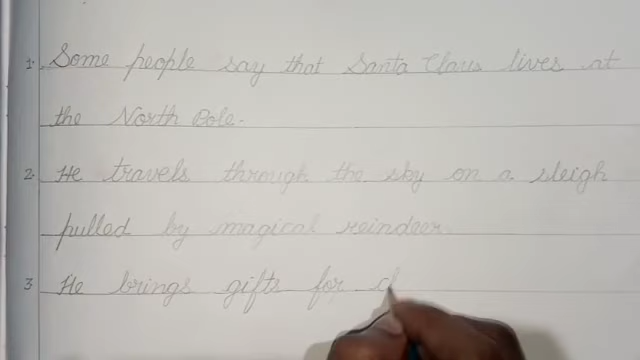 1. Some people say that Santa Claus lives at
the North Pole.
2. He travels through the sky on a sleigh
pulled by magical reindeer.
3 He brings gifts for ch